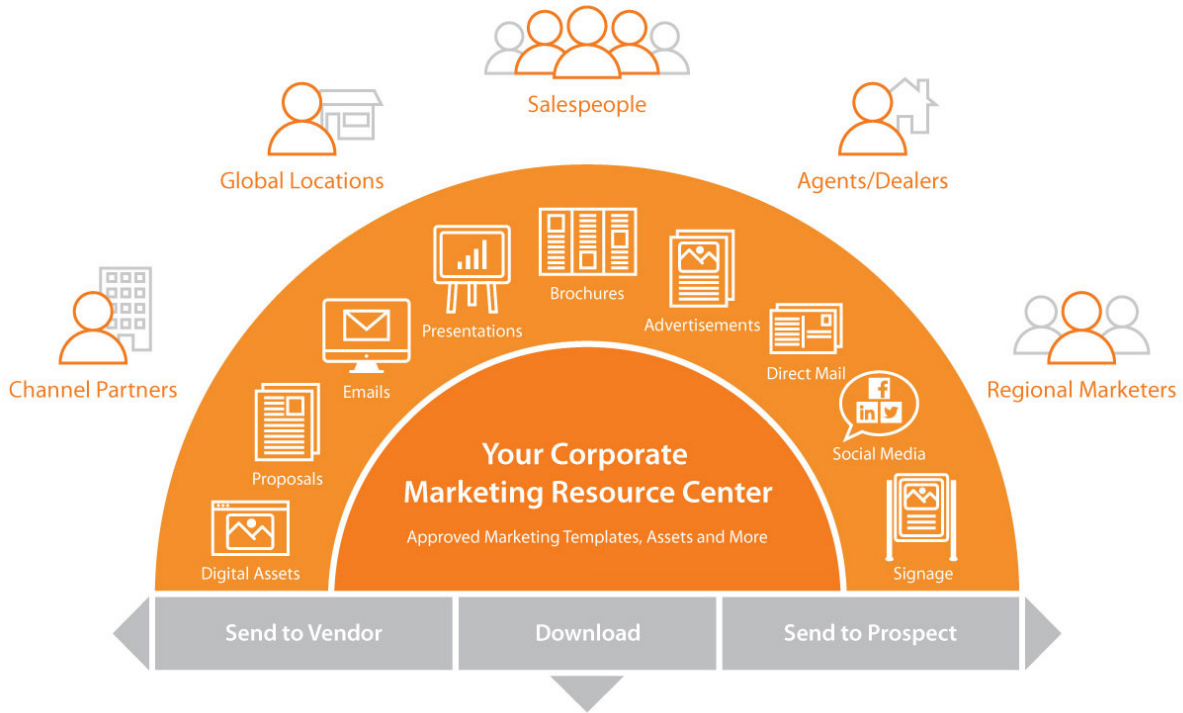 Salespeople
Global Locations
Agents/Dealers
Channel Partners
Regional Marketers
Brochures
Presentations
Advertisements
Emails
Direct Mail
f
in
Proposals
Social Media
Digital Assets
Signage
Your Corporate
Marketing Resource Center
Approved Marketing Templates, Assets and More
Send to Vendor
Download
Send to Prospect